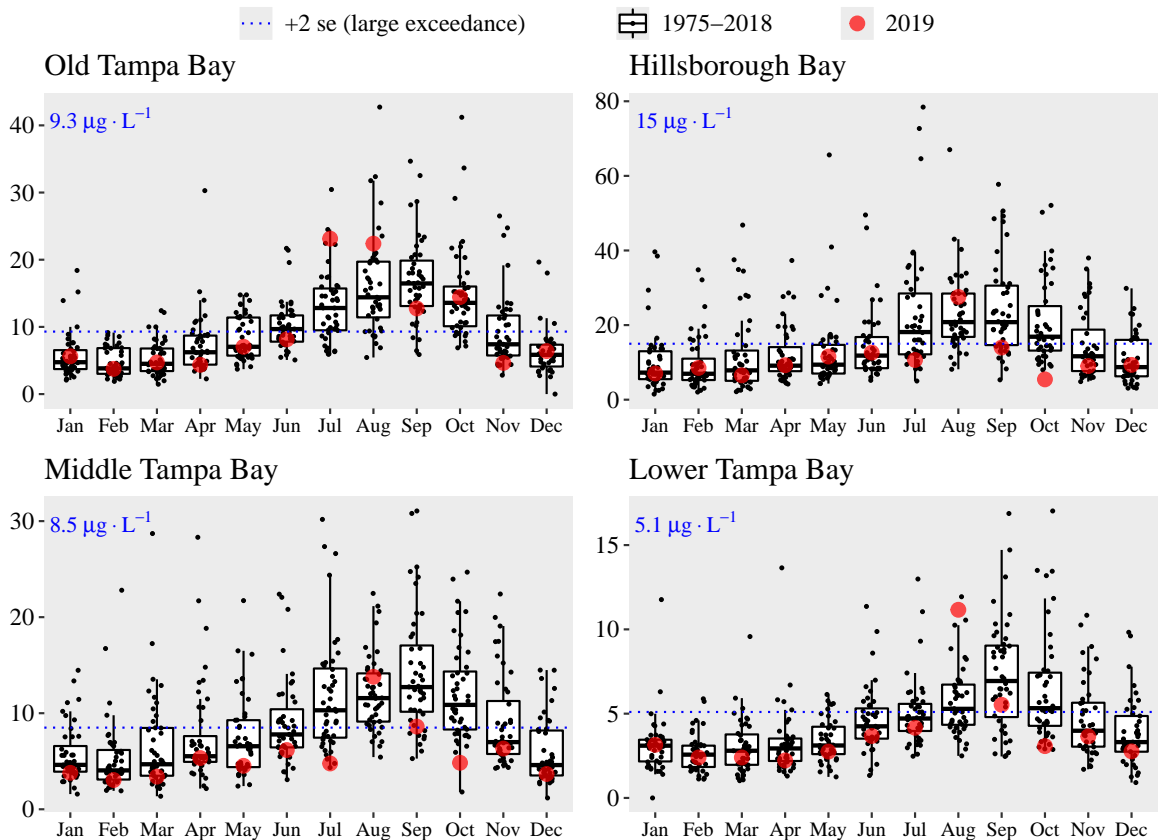 +2 se (large exceedance) 1975–2018 2019
Old Tampa Bay
9.3 µg · L⁻¹
40
30
20
10
0
Jan Feb Mar Apr May Jun Jul Aug Sep Oct Nov Dec
Hillsborough Bay
15 µg · L⁻¹
80
60
40
20
0
Jan Feb Mar Apr May Jun Jul Aug Sep Oct Nov Dec
Middle Tampa Bay
8.5 µg · L⁻¹
30
20
10
0
Jan Feb Mar Apr May Jun Jul Aug Sep Oct Nov Dec
Lower Tampa Bay
5.1 µg · L⁻¹
15
10
5
0
Jan Feb Mar Apr May Jun Jul Aug Sep Oct Nov Dec